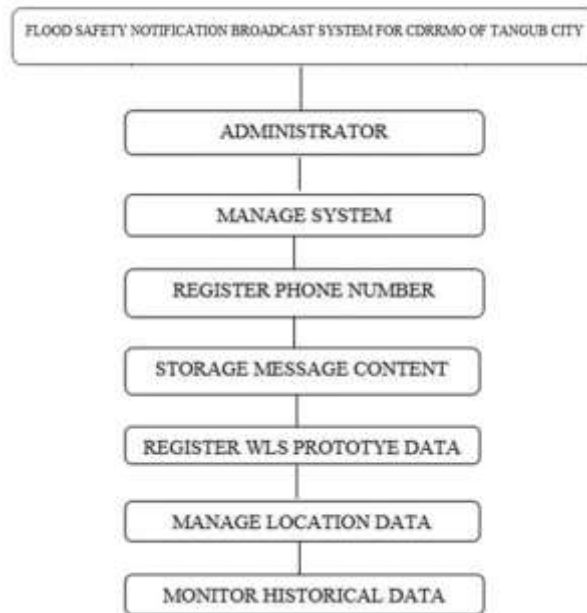 FLOOD SAFETY NOTIFICATION BROADCAST SYSTEM FOR CDRRMO OF TANGUB CITY
ADMINISTRATOR
MANAGE SYSTEM
REGISTER PHONE NUMBER
STORAGE MESSAGE CONTENT
REGISTER WLS PROTOTYE DATA
MANAGE LOCATION DATA
MONITOR HISTORICAL DATA